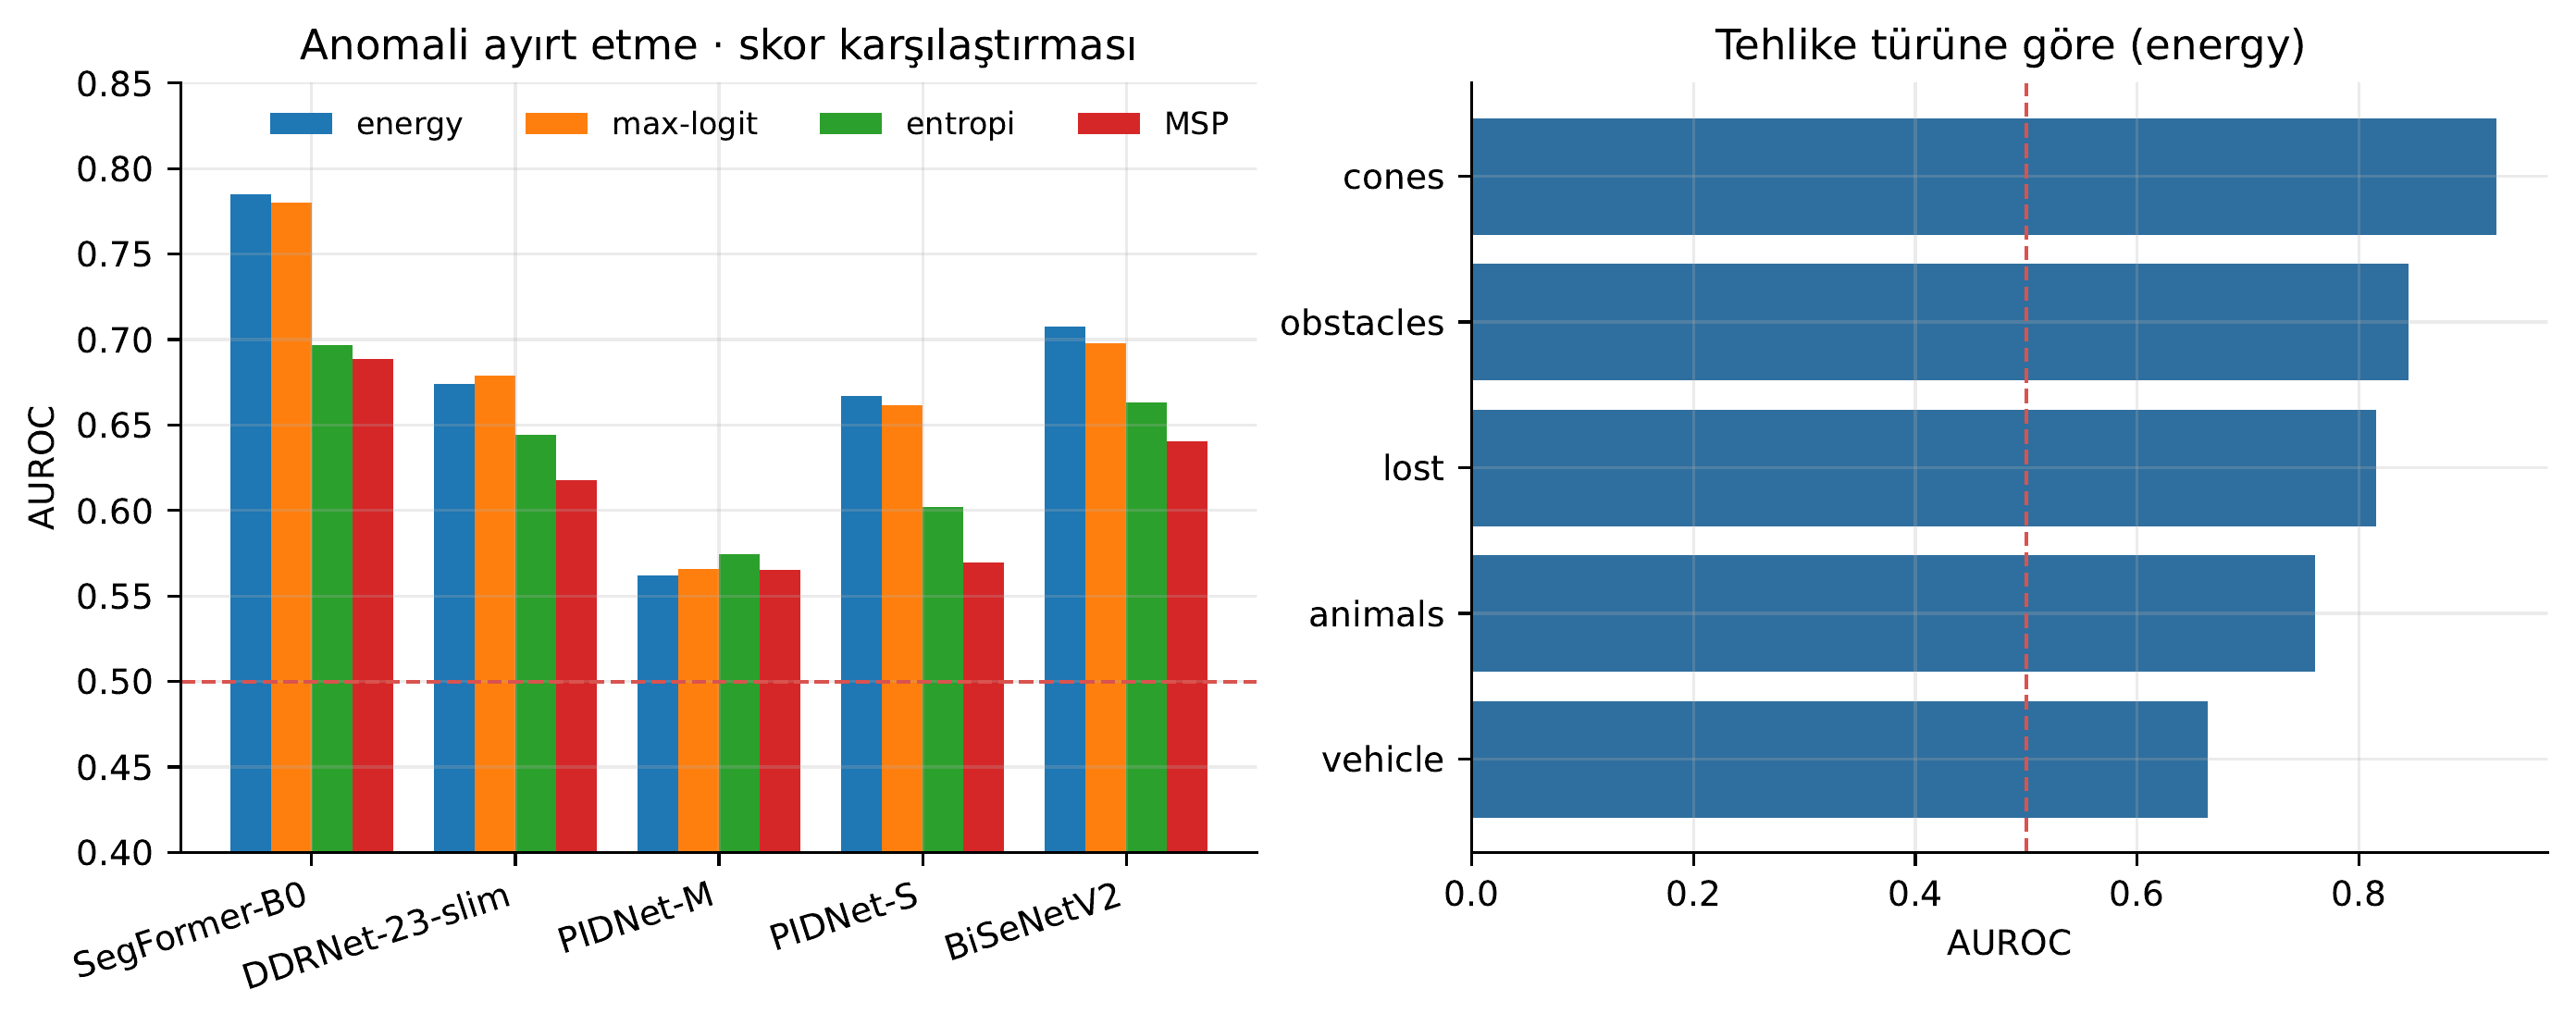 Anomali ayırt etme · skor karşılaştırması
energy
max-logit
entropi
MSP
AUROC
0.85
0.80
0.75
0.70
0.65
0.60
0.55
0.50
0.45
0.40
SegFormer-B0
DDRNet-23-slim
PIDNet-M
PIDNet-S
BiSeNetV2
Tehlike türüne göre (energy)
cones
obstacles
lost
animals
vehicle
0.0
0.2
0.4
0.6
0.8
AUROC